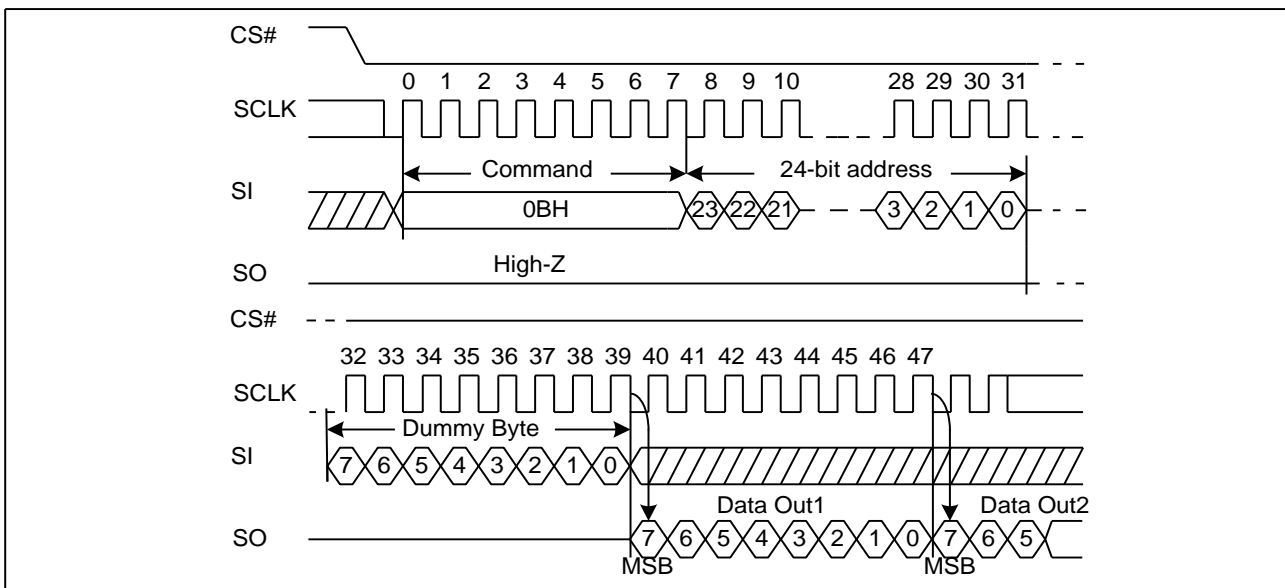 CS#
0 1 2 3 4 5 6 7 8 9 10 28 29 30 31
SCLK
Command 24-bit address
SI
0BH 23 22 21 3 2 1 0
High-Z
SO
CS#
32 33 34 35 36 37 38 39 40 41 42 43 44 45 46 47
SCLK
Dummy Byte
SI
7 6 5 4 3 2 1 0
Data Out1 Data Out2
SO
7 6 5 4 3 2 1 0 7 6 5
MSB MSB